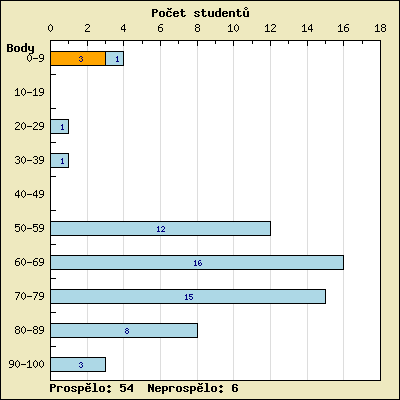 Počet studentů
0 2 4 6 8 10 12 14 16 18
Body
0-9 3 1
10-19
20-29 1
30-39 1
40-49
50-59 12
60-69 16
70-79 15
80-89 8
90-100 3
Prospělo: 54 Neprospělo: 6